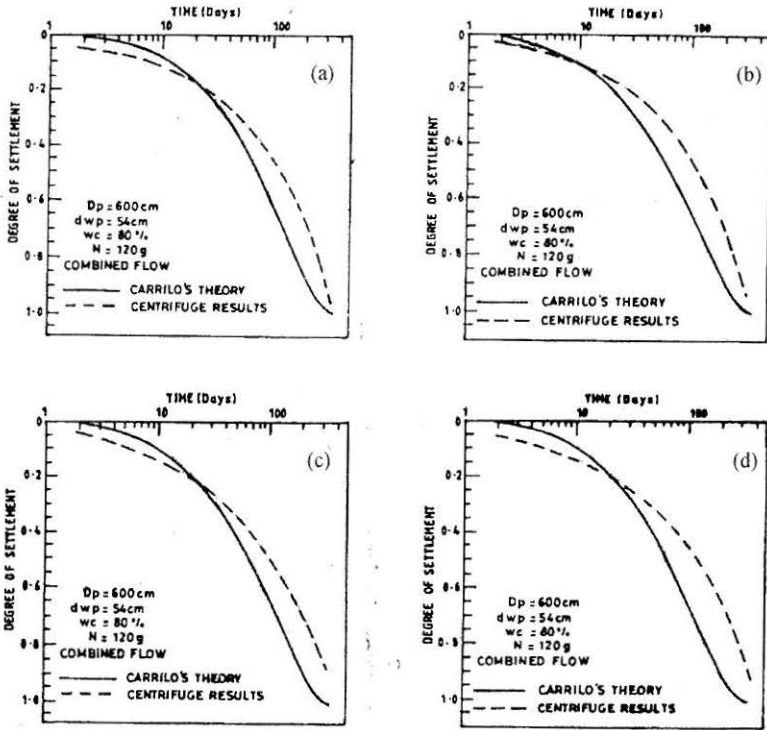 TIME (Days)
1 10 100
(a)
0
0·2
0·4
0·6
0·8
1·0
DEGREE OF SETTLEMENT
Dp = 600cm
dwp = 54cm
wc = 80%
N = 120g
COMBINED FLOW
CARRILO'S THEORY
CENTRIFUGE RESULTS
TIME (Days)
1 10 100
(b)
0
0·2
0·4
0·6
0·8
1·0
DEGREE OF SETTLEMENT
Dp = 600cm
dwp = 54cm
wc = 80%
N = 120g
COMBINED FLOW
CARRILO'S THEORY
CENTRIFUGE RESULTS
TIME (Days)
1 10 100
(c)
0
0·2
0·4
0·6
0·8
1·0
DEGREE OF SETTLEMENT
Dp = 600cm
dwp = 54cm
wc = 80%
N = 120g
COMBINED FLOW
CARRILO'S THEORY
CENTRIFUGE RESULTS
TIME (Days)
1 10 100
(d)
0
0·2
0·4
0·6
0·8
1·0
DEGREE OF SETTLEMENT
Dp = 600cm
dwp = 54cm
wc = 80%
N = 120g
COMBINED FLOW
CARRILO'S THEORY
CENTRIFUGE RESULTS